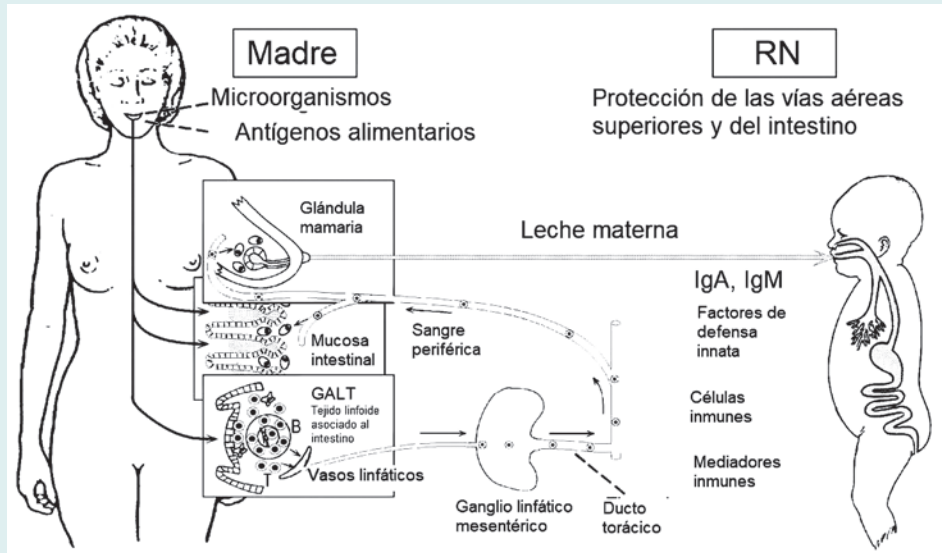 Madre
Microorganismos
Antígenos alimentarios
RN
Protección de las vías aéreas
superiores y del intestino
Glándula
mamaria
Leche materna
IgA, IgM
Factores de
defensa
innata
Células
inmunes
Mediadores
inmunes
Mucosa
intestinal
Sangre
periférica
GALT
Tejido linfoide
asociado al
intestino
B
T
Vasos linfáticos
Ganglio linfático
mesentérico
Ducto
torácico